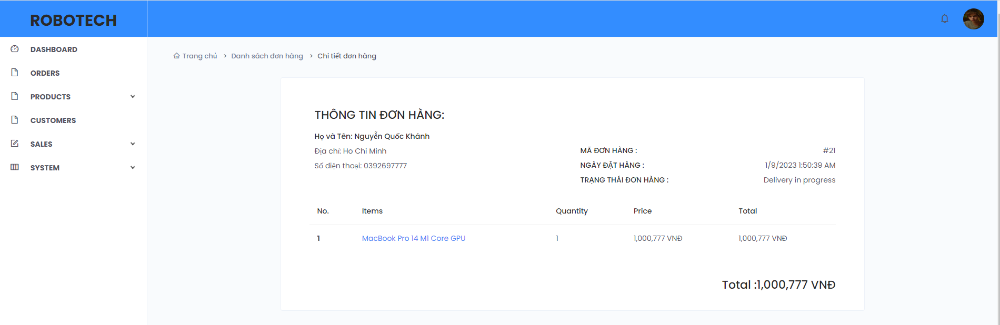 ROBOTECH
DASHBOARD
ORDERS
PRODUCTS
CUSTOMERS
SALES
SYSTEM
Trang chủ > Danh sách đơn hàng > Chi tiết đơn hàng
THÔNG TIN ĐƠN HÀNG:
Họ và Tên: Nguyễn Quốc Khánh
Địa chỉ: Ho Chi Minh
Số điện thoại: 0392697777
MÃ ĐƠN HÀNG : #21
NGÀY ĐẶT HÀNG : 1/9/2023 1:50:39 AM
TRẠNG THÁI ĐƠN HÀNG : Delivery in progress
No. Items Quantity Price Total
1 MacBook Pro 14 M1 Core GPU 1 1,000,777 VNĐ 1,000,777 VNĐ
Total :1,000,777 VNĐ